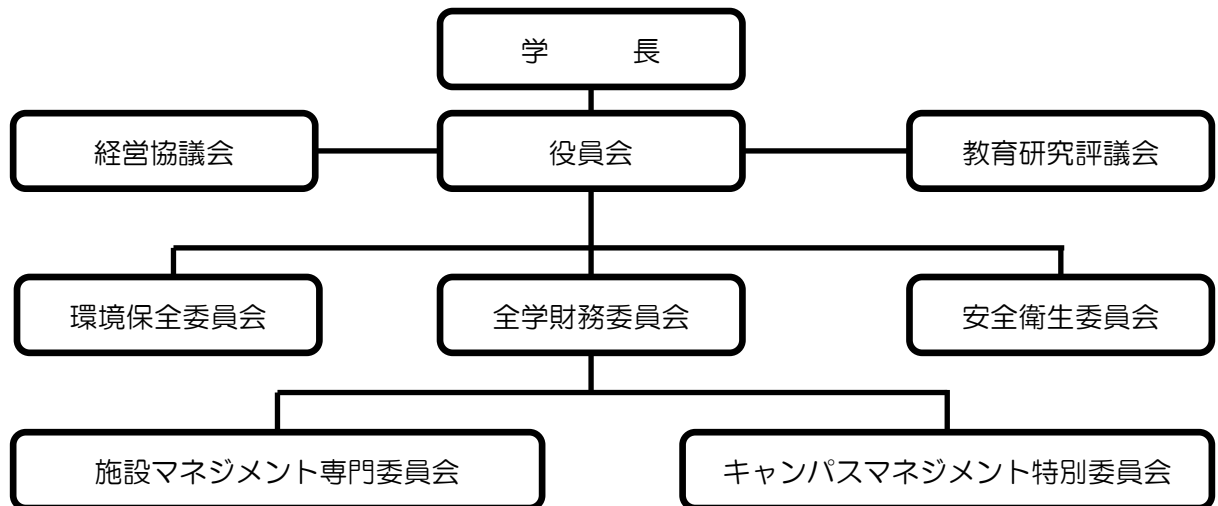 学　　　長
経営協議会
役員会
教育研究評議会
環境保全委員会
全学財務委員会
安全衛生委員会
施設マネジメント専門委員会
キャンパスマネジメント特別委員会